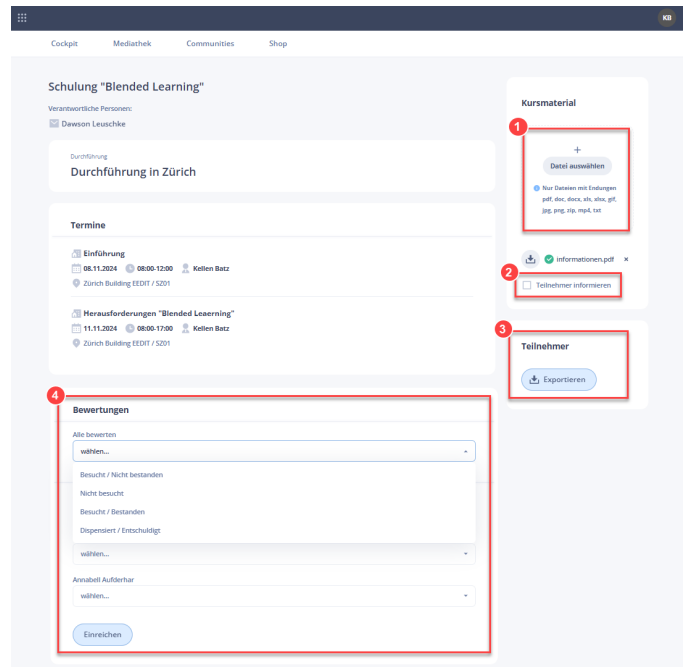 KB
Cockpit Mediathek Communities Shop
Schulung "Blended Learning"
Verantwortliche Personen:
Dawson Leuschke
Durchführung
Durchführung in Zürich
Termine
Einführung
08.11.2024 08:00-12:00 Kellen Batz
Zürich Building EEDIT / SZ01
Herausforderungen "Blended Leaerning"
11.11.2024 08:00-17:00 Kellen Batz
Zürich Building EEDIT / SZ01
4
Bewertungen
Alle bewerten
wählen...
Besucht / Nicht bestanden
Nicht besucht
Besucht / Bestanden
Dispensiert / Entschuldigt
wählen...
Annabell Aufderhar
wählen...
Einreichen
Kursmaterial
1
+
Datei auswählen
Nur Dateien mit Endungen
pdf, doc, docx, xls, xlsx, gif,
jpg, png, zip, mp4, txt
informationen.pdf ×
2
Teilnehmer informieren
3
Teilnehmer
Exportieren